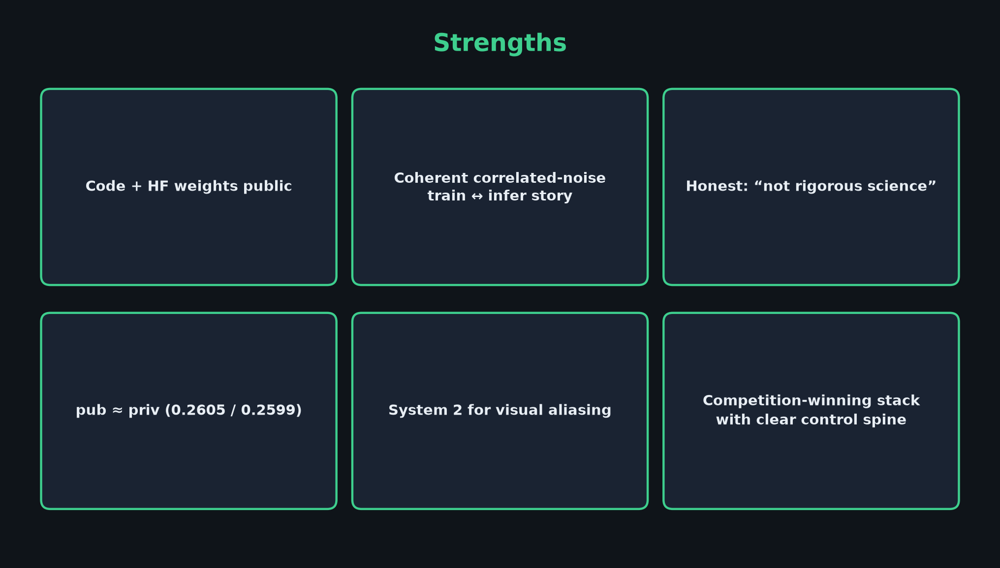 Strengths
Code + HF weights public
Coherent correlated-noise
train ↔ infer story
Honest: “not rigorous science”
pub ≈ priv (0.2605 / 0.2599)
System 2 for visual aliasing
Competition-winning stack
with clear control spine